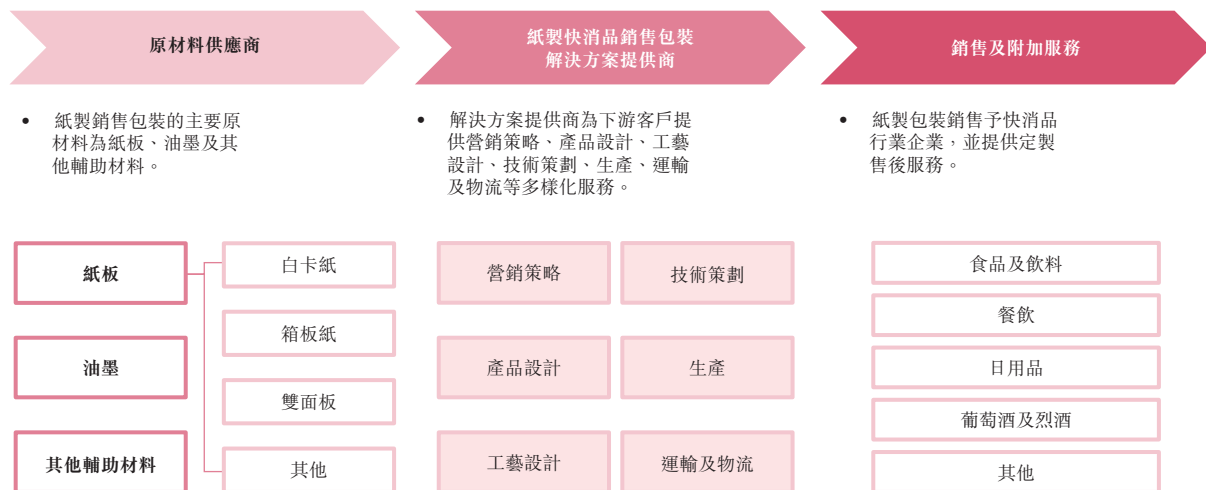 原材料供應商
紙製快消品銷售包裝
解決方案提供商
銷售及附加服務
• 紙製銷售包裝的主要原
材料為紙板、油墨及其
他輔助材料。
• 解決方案提供商為下游客戶提
供營銷策略、產品設計、工藝
設計、技術策劃、生產、運輸
及物流等多樣化服務。
• 紙製包裝銷售予快消品
行業企業，並提供定製
售後服務。
紙板
油墨
其他輔助材料
白卡紙
箱板紙
雙面板
其他
營銷策略
技術策劃
產品設計
生產
工藝設計
運輸及物流
食品及飲料
餐飲
日用品
葡萄酒及烈酒
其他